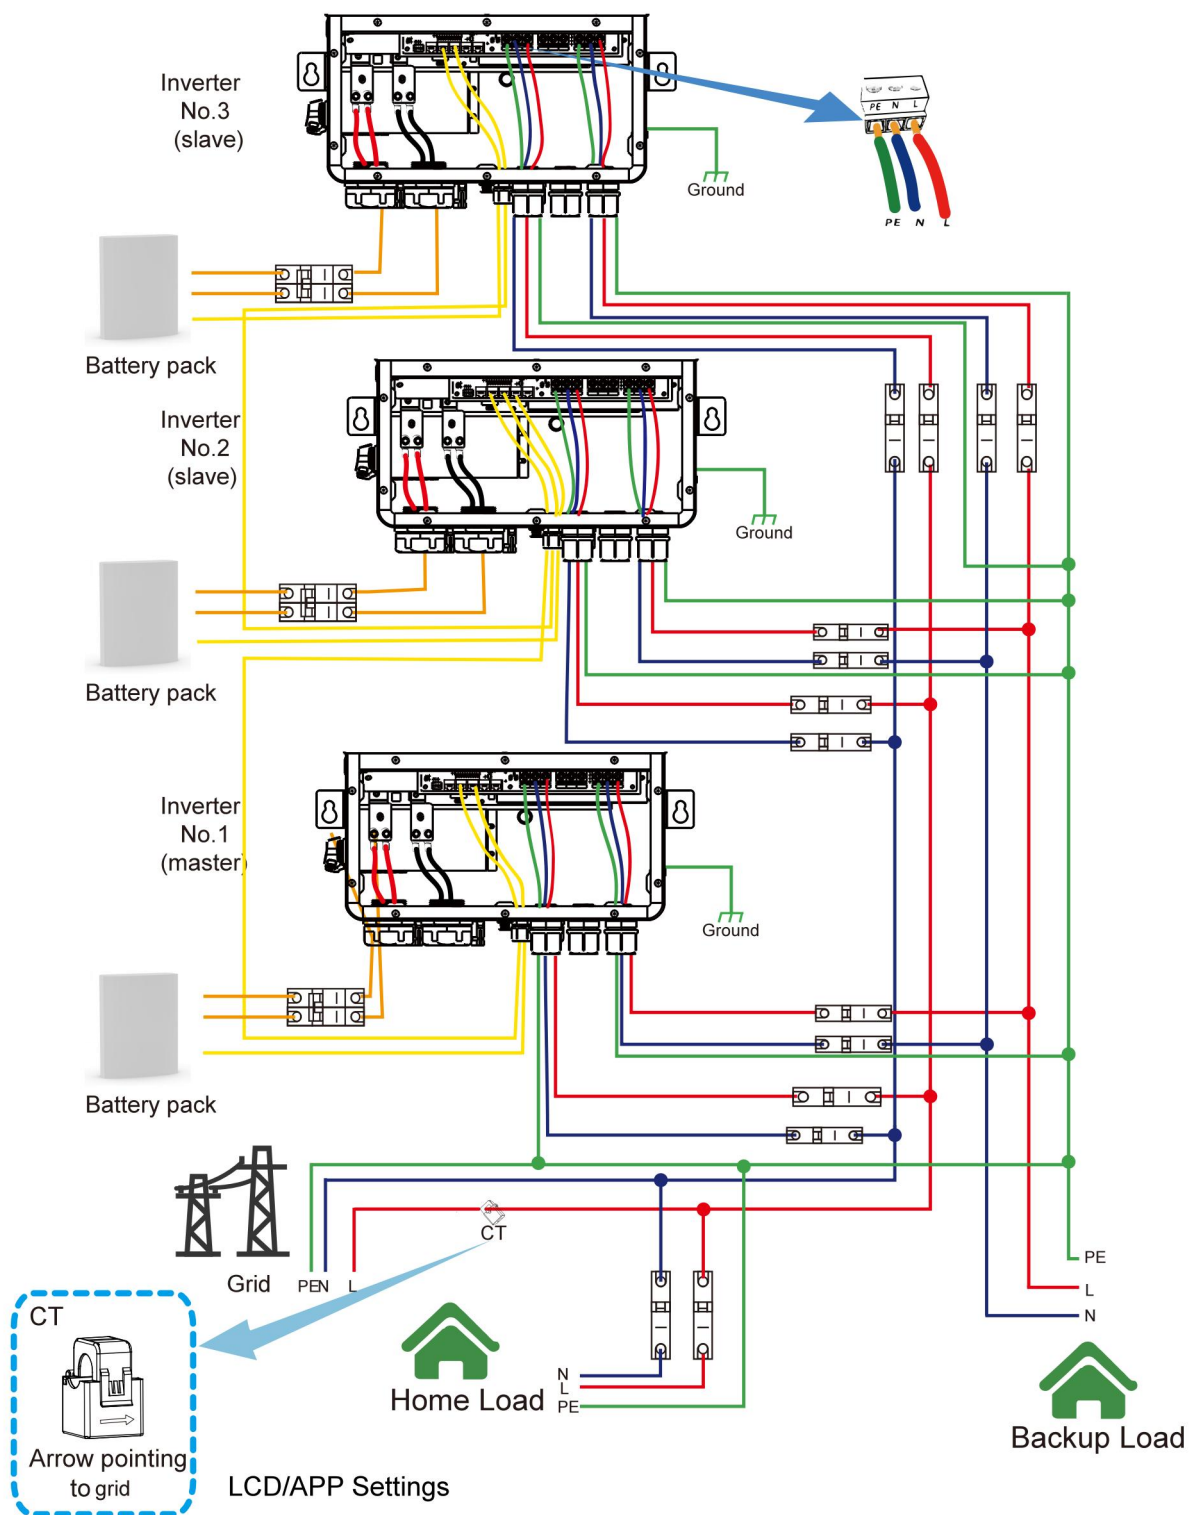 Inverter
No.3
(slave)
PE N L
PE N L
Ground
Battery pack
Inverter
No.2
(slave)
Ground
Battery pack
Inverter
No.1
(master)
Ground
Battery pack
CT
Grid
PEN L
PE
L
N
CT
Arrow pointing
to grid
Home Load
N
L
PE
Backup Load
LCD/APP Settings